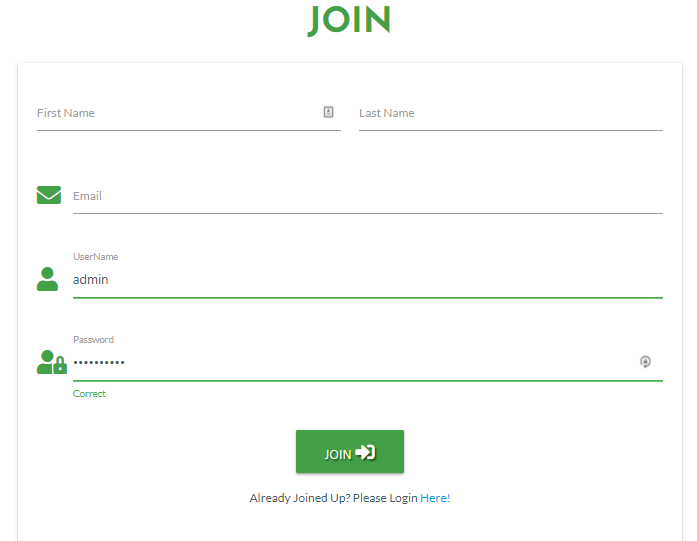 JOIN
First Name Last Name
Email
UserName
admin
Password
••••••••••
Correct
JOIN
Already Joined Up? Please Login Here!